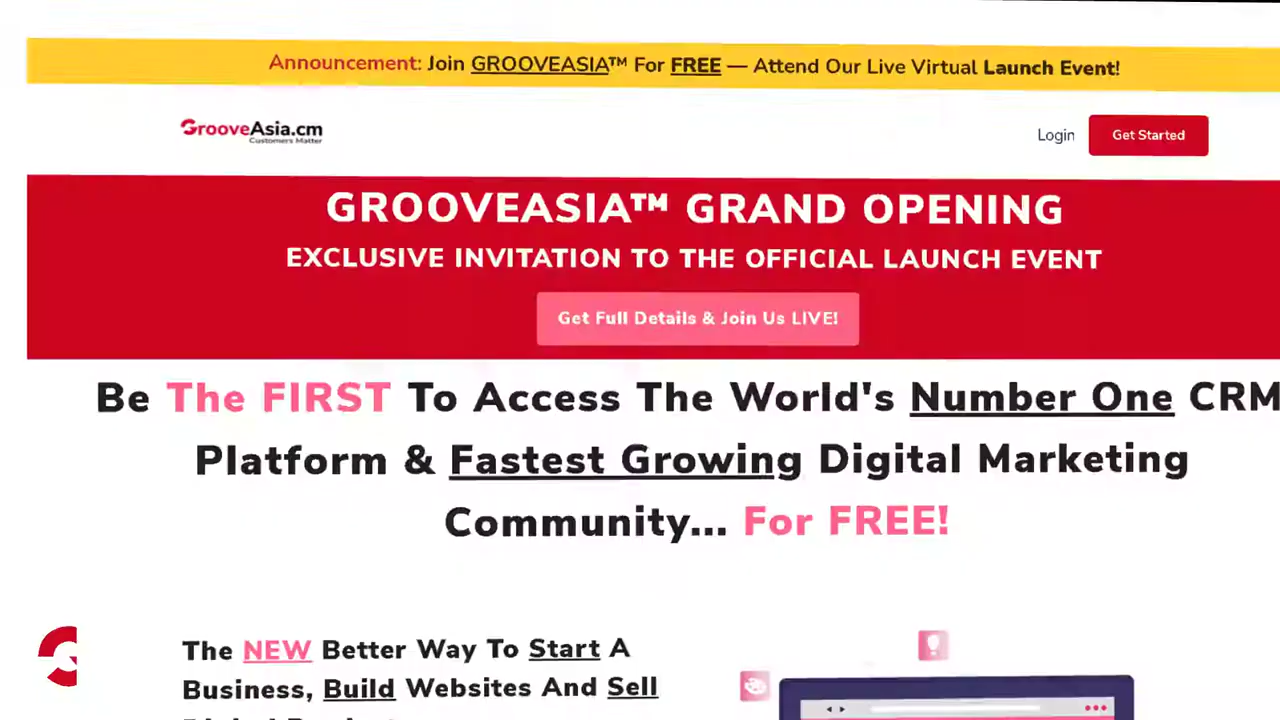 Announcement: Join GROOVEASIA™ For FREE — Attend Our Live Virtual Launch Event!
GrooveAsia.cm
Customers Matter
Login
Get Started
GROOVEASIA™ GRAND OPENING
EXCLUSIVE INVITATION TO THE OFFICIAL LAUNCH EVENT
Get Full Details & Join Us LIVE!
Be The FIRST To Access The World's Number One CRM
Platform & Fastest Growing Digital Marketing
Community... For FREE!
The NEW Better Way To Start A
Business, Build Websites And Sell